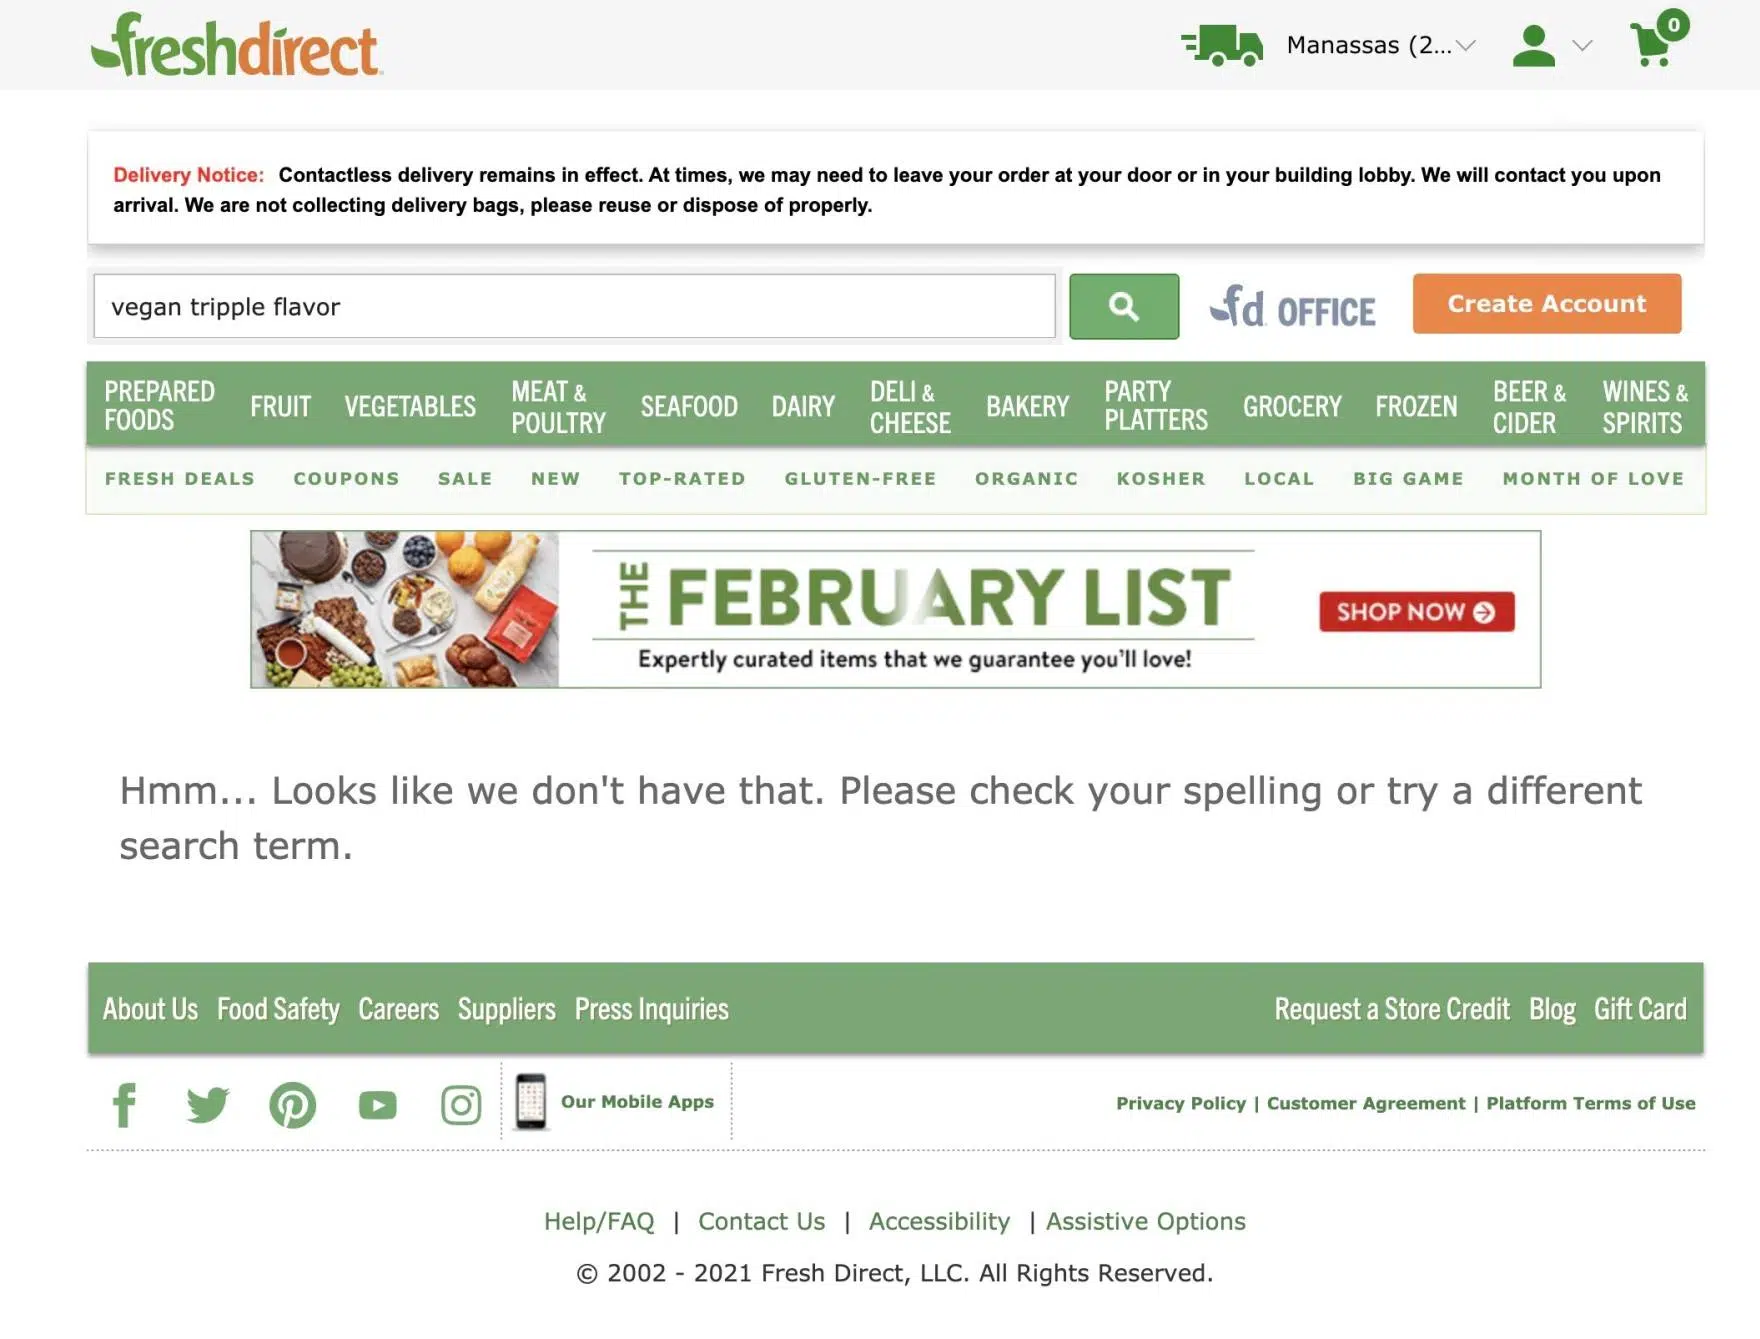 freshdirect
Manassas (2...
0
Delivery Notice: Contactless delivery remains in effect. At times, we may need to leave your order at your door or in your building lobby. We will contact you upon
arrival. We are not collecting delivery bags, please reuse or dispose of properly.
vegan tripple flavor
fd OFFICE
Create Account
PREPARED
FOODS
FRUIT
VEGETABLES
MEAT &
POULTRY
SEAFOOD
DAIRY
DELI &
CHEESE
BAKERY
PARTY
PLATTERS
GROCERY
FROZEN
BEER &
CIDER
WINES &
SPIRITS
FRESH DEALS COUPONS SALE NEW TOP-RATED GLUTEN-FREE ORGANIC KOSHER LOCAL BIG GAME MONTH OF LOVE
THE FEBRUARY LIST
Expertly curated items that we guarantee you'll love!
SHOP NOW
Hmm... Looks like we don't have that. Please check your spelling or try a different
search term.
About Us Food Safety Careers Suppliers Press Inquiries
Request a Store Credit Blog Gift Card
Our Mobile Apps
Privacy Policy | Customer Agreement | Platform Terms of Use
Help/FAQ | Contact Us | Accessibility | Assistive Options
© 2002 - 2021 Fresh Direct, LLC. All Rights Reserved.